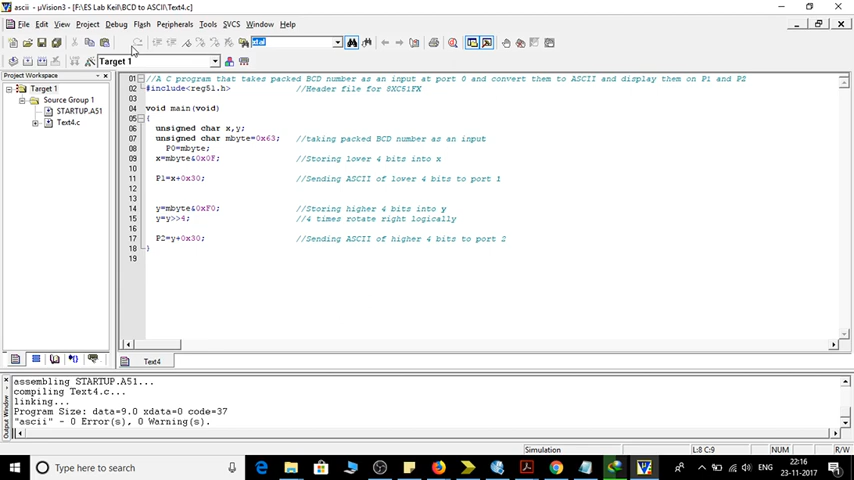 ascii - µVision3 - [F:\ES Lab Keil\BCD to ASCII\Text4.c]
File Edit View Project Debug Flash Peripherals Tools SVCS Window Help
Target 1
Project Workspace
Target 1
Source Group 1
STARTUP.A51
Text4.c
01 //A C program that takes packed BCD number as an input at port 0 and convert them to ASCII and display them on P1 and P2
02 #include<reg51.h> //Header file for 8XC51FX
03
04 void main(void)
05 {
06 unsigned char x,y;
07 unsigned char mbyte=0x63; //taking packed BCD number as an input
08 P0=mbyte;
09 x=mbyte&0x0F; //Storing lower 4 bits into x
10
11 P1=x+0x30; //Sending ASCII of lower 4 bits to port 1
12
13
14 y=mbyte&0xF0; //Storing higher 4 bits into y
15 y=y>>4; //4 times rotate right logically
16
17 P2=y+0x30; //Sending ASCII of higher 4 bits to port 2
18 }
19
Text4
Output Window
assembling STARTUP.A51...
compiling Text4.c...
linking...
Program Size: data=9.0 xdata=0 code=37
"ascii" - 0 Error(s), 0 Warning(s).
Simulation
L:8 C:9
NUM
R/W
Type here to search
ENG
22:16
23-11-2017